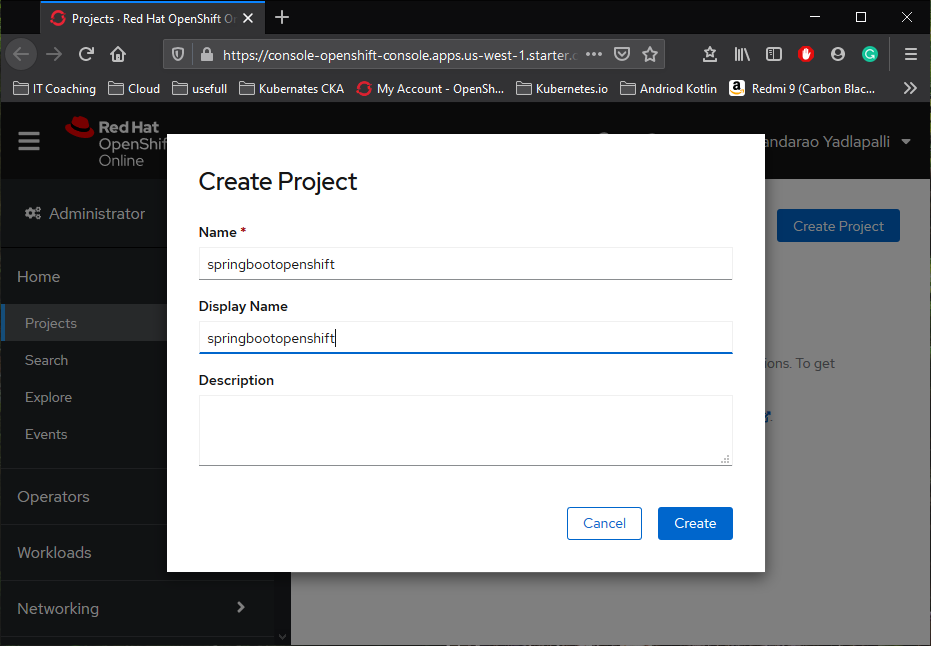 Projects · Red Hat OpenShift O
https://console-openshift-console.apps.us-west-1.starter.c
IT Coaching
Cloud
usefull
Kubernates CKA
My Account - OpenSh...
Kubernetes.io
Andriod Kotlin
a
Redmi 9 (Carbon Blac...
Red Hat
OpenShif
Online
andarao Yadlapalli
Administrator
Create Project
Home
Projects
Search
Explore
Events
Operators
Workloads
Networking
ions. To get
Create Project
Name *
springbootopenshift
Display Name
springbootopenshift
Description
Cancel
Create